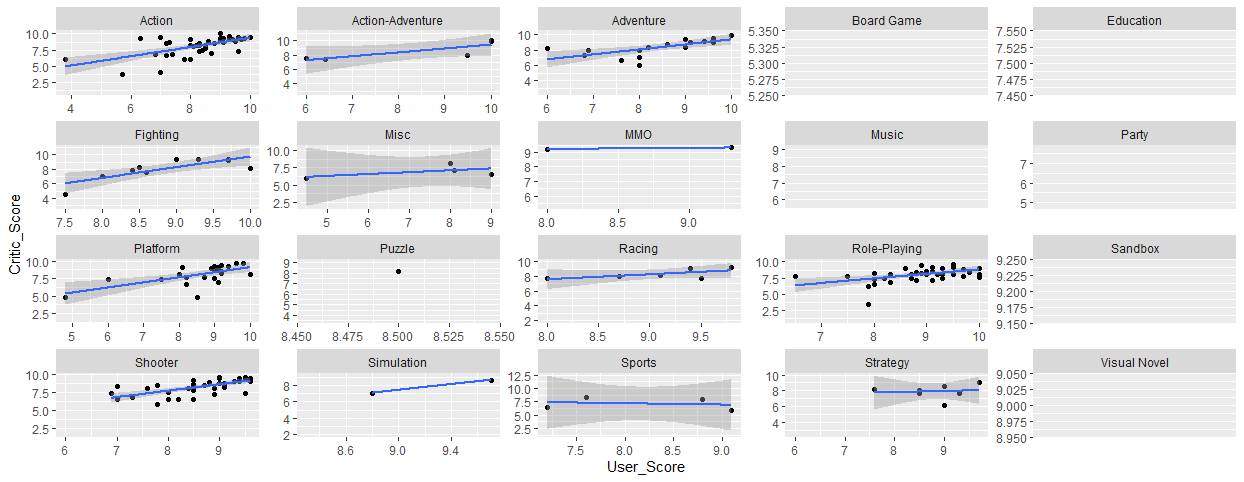 Action Action-Adventure Adventure Board Game Education
10.0 7.5 5.0 2.5
10 8 6 4
10 8 6 4
5.350 5.325 5.300 5.275 5.250
7.550 7.525 7.500 7.475 7.450
4 6 8 10
6 7 8 9 10
6 7 8 9 10
Fighting Misc MMO Music Party
10 8 6 4
10.0 7.5 5.0 2.5
9 8 7 6
9 8 7 6
7 6 5
7.5 8.0 8.5 9.0 9.5 10.0
5 6 7 8 9
8.0 8.5 9.0
Platform Puzzle Racing Role-Playing Sandbox
10.0 7.5 5.0 2.5
9 8 7 6 5 4
10 8 6 4 2
10.0 7.5 5.0 2.5
9.250 9.225 9.200 9.175 9.150
5 6 7 8 9 10
8.450 8.475 8.500 8.525 8.550
8.0 8.5 9.0 9.5
7 8 9 10
Shooter Simulation Sports Strategy Visual Novel
10.0 7.5 5.0 2.5
8 6 4 2
12.5 10.0 7.5 5.0 2.5
10 8 6 4
9.050 9.025 9.000 8.975 8.950
6 7 8 9
8.6 9.0 9.4
7.5 8.0 8.5 9.0
6 7 8 9
User_Score
Critic_Score